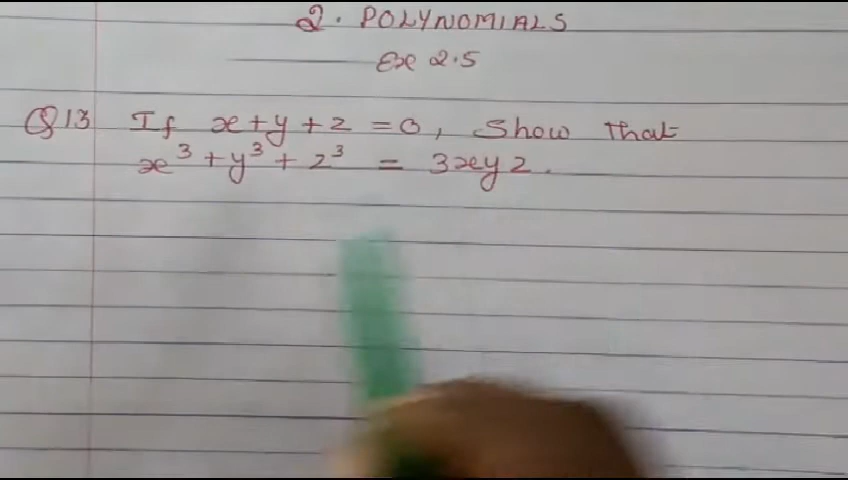 2. POLYNOMIALS
Ex 2.5
Q13 If x+y+z=0, Show that
x³+y³+z³ = 3xyz.